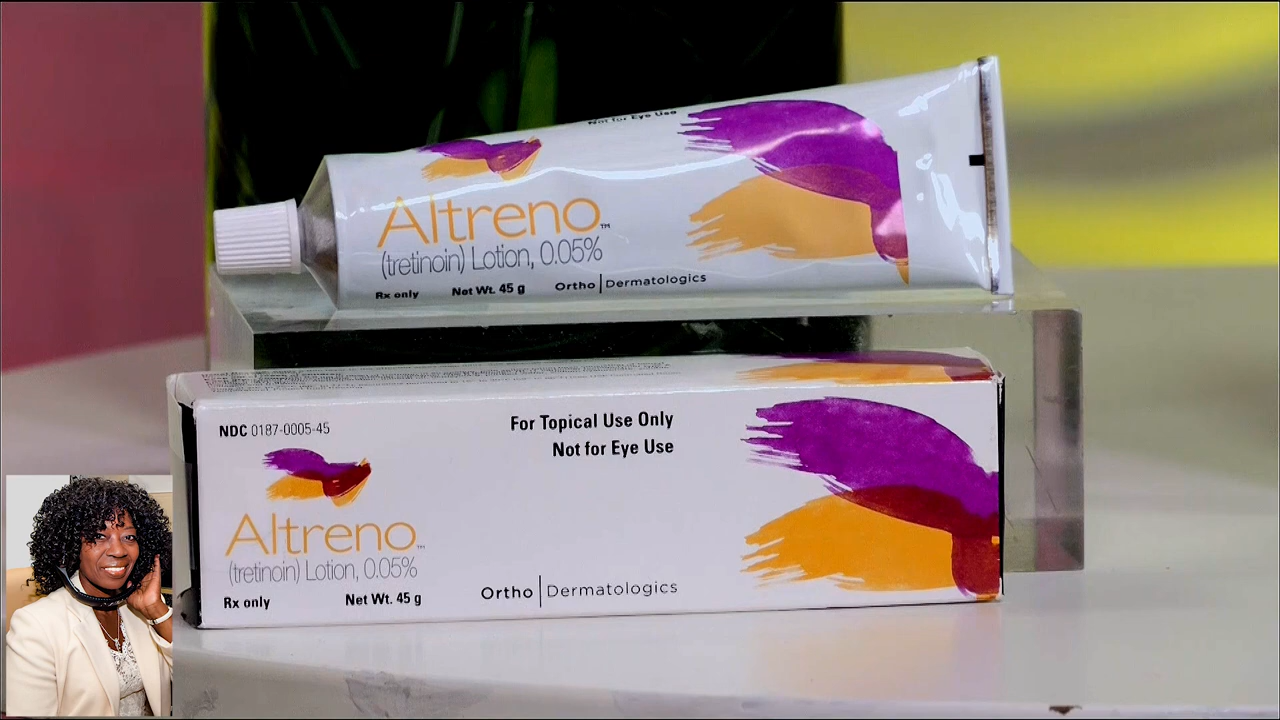 Not for Eye Use
Altreno™
(tretinoin) Lotion, 0.05%
Rx only Net Wt. 45 g Ortho | Dermatologics
NDC 0187-0005-45
For Topical Use Only
Not for Eye Use
Altreno™
(tretinoin) Lotion, 0.05%
Rx only Net Wt. 45 g Ortho | Dermatologics